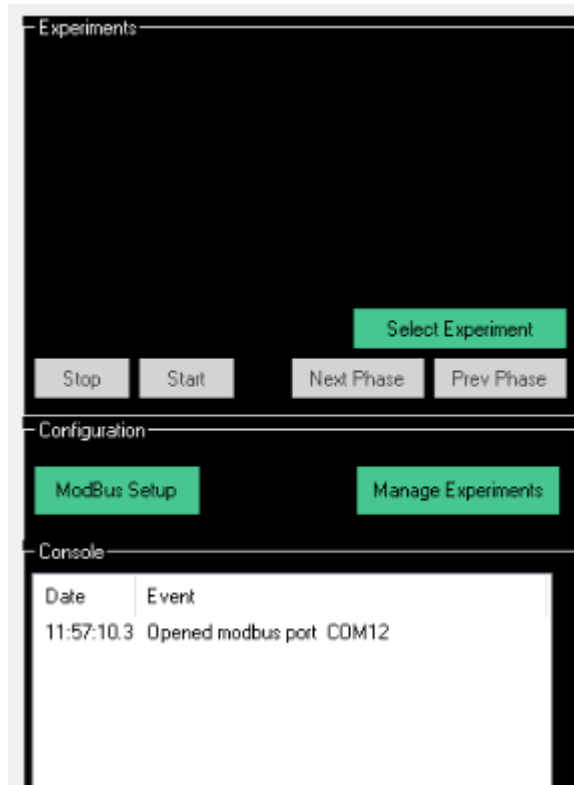 Experiments
Select Experiment
Stop Start Next Phase Prev Phase
Configuration
ModBus Setup Manage Experiments
Console
Date Event
11:57:10.3 Opened modbus port COM12